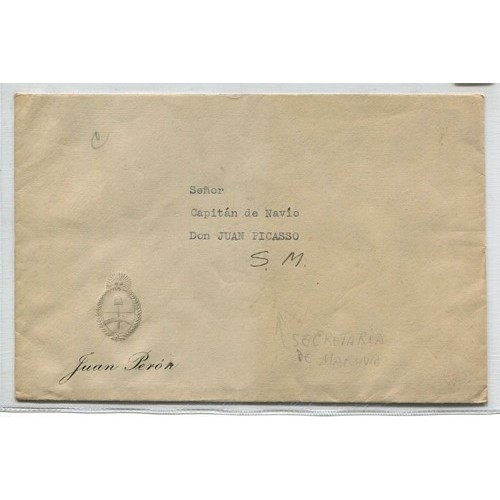 Señor
Capitán de Navío
Don JUAN PICASSO
S. M.
SECRETARIA
DE MARINA
Juan Perón